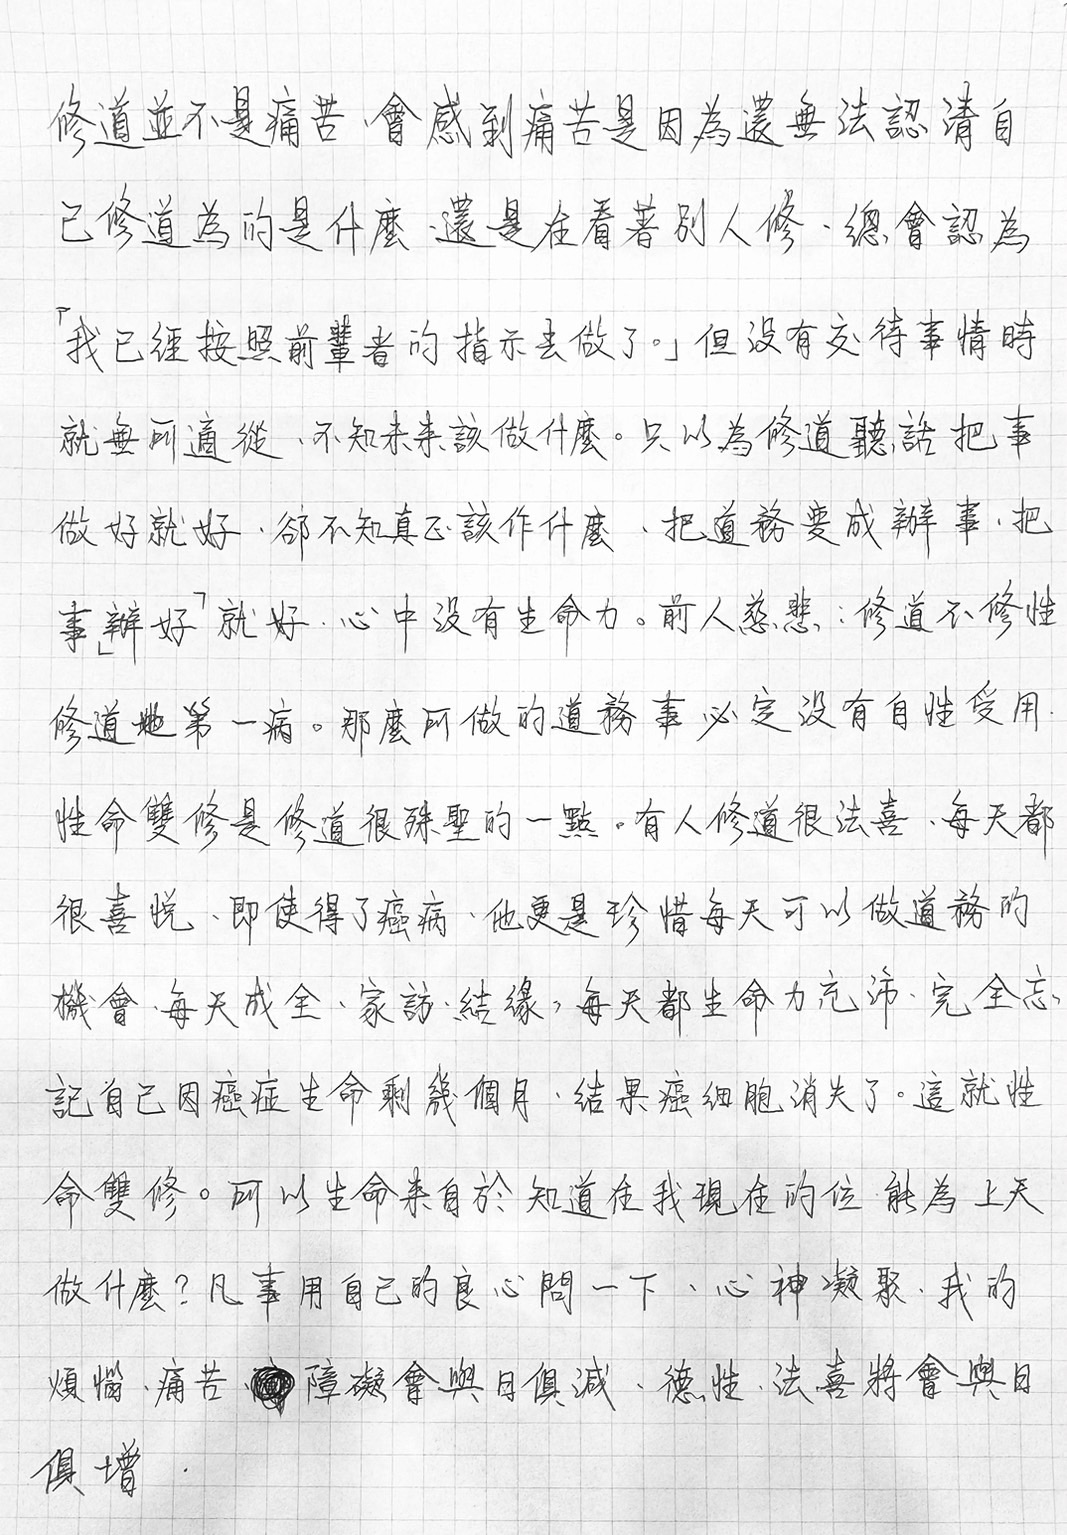 修道並不是痛苦、會感到痛苦是因為還無法認清自
己修道為的是什麼、還是在看著別人修、總會認為
「我已經按照前輩者的指示去做了。」但沒有交待事情時
就無所適從、不知未來該做什麼。只以為修道聽話把事
做好就好、卻不知真正該作什麼、把道務變成辦事、把
事「辦好」就好、心中沒有生命力。前人慈悲:修道不修性
修道地第一病。那麼所做的道務事必定沒有自性受用.
性命雙修是修道很殊聖的一點。有人修道很法喜、每天都
很喜悅、即使得了癌病、他更是珍惜每天可以做道務的
機會、每天成全、家訪、結緣,每天都生命力充沛、完全忘
記自己因癌症生命剩幾個月、結果癌細胞消失了。這就性
命雙修。所以生命來自於知道在我現在的位能為上天
做什麼?凡事用自己的良心問一下、心神凝聚、我的
煩惱、痛苦、障礙會與日俱減、德性、法喜將會與日
俱增.